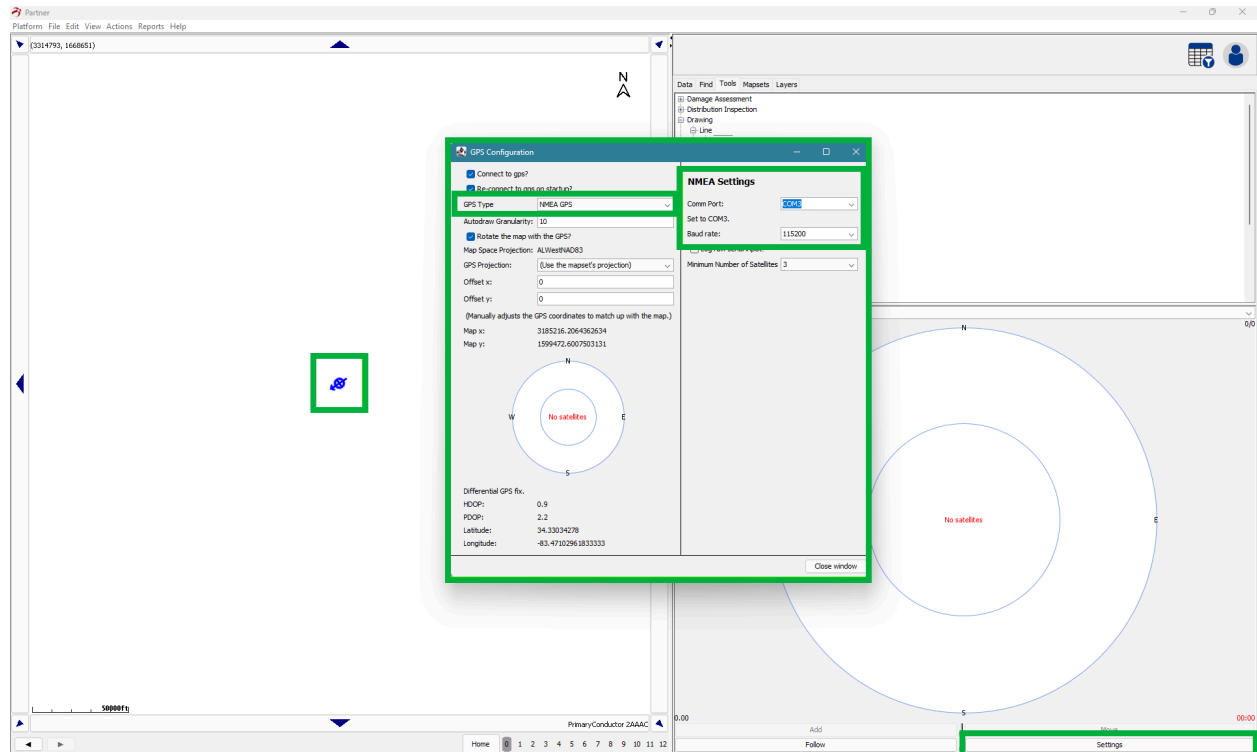 Partner
Platform File Edit View Actions Reports Help
(3314793, 1668651)
N
Data Find Tools Mapsets Layers
Damage Assessment
Distribution Inspection
Drawing
Line
GPS Configuration
Connect to gps?
Re-connect to gps on startup?
GPS Type NMEA GPS
Autodraw Granularity: 10
Rotate the map with the GPS?
Map Space Projection: ALWestNAD83
GPS Projection: (Use the mapset's projection)
Offset x: 0
Offset y: 0
(Manually adjusts the GPS coordinates to match up with the map.)
Map x: 3185216.2064362634
Map y: 1599472.6007503131
N
W No satellites E
S
Differential GPS fix.
HDOP: 0.9
PDOP: 2.2
Latitude: 34.33034278
Longitude: -83.47102961833333
NMEA Settings
Comm Port: COM3
Set to COM3.
Baud rate: 115200
Minimum Number of Satellites 3
Close window
0/0
N
No satellites E
S
0.00 00:00
Add Move
Follow Settings
50000ft
PrimaryConductor 2AAAC
Home 0 1 2 3 4 5 6 7 8 9 10 11 12